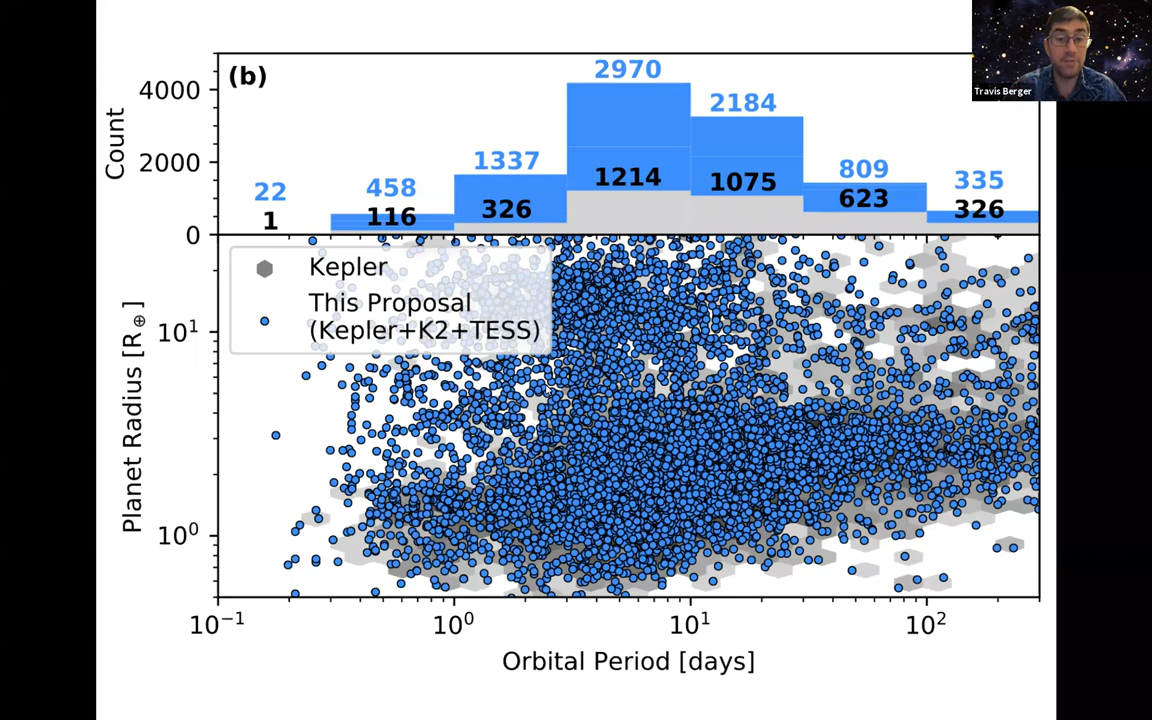 (b)
Count
4000
2000
0
22
1
458
116
1337
326
2970
1214
2184
1075
809
623
335
326
Travis Berger
Kepler
This Proposal
(Kepler+K2+TESS)
Planet Radius [R⊕]
10¹
10⁰
10⁻¹
10⁰
10¹
10²
Orbital Period [days]